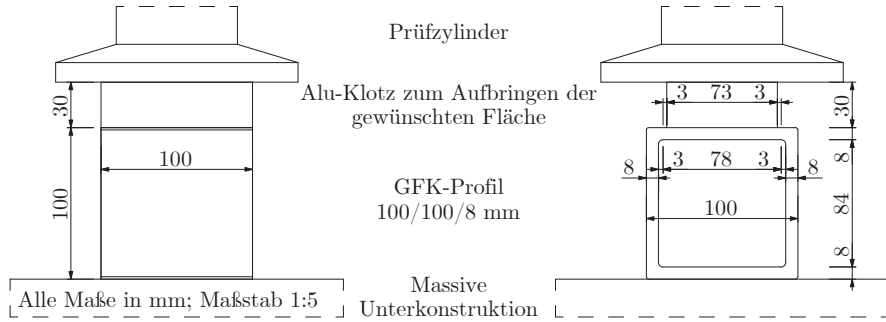 Prüfzylinder
30
Alu-Klotz zum Aufbringen der
gewünschten Fläche
3 73 3
30
100
100
GFK-Profil
100/100/8 mm
8 3 78 3 8
100
8
84
8
Alle Maße in mm; Maßstab 1:5
Massive
Unterkonstruktion